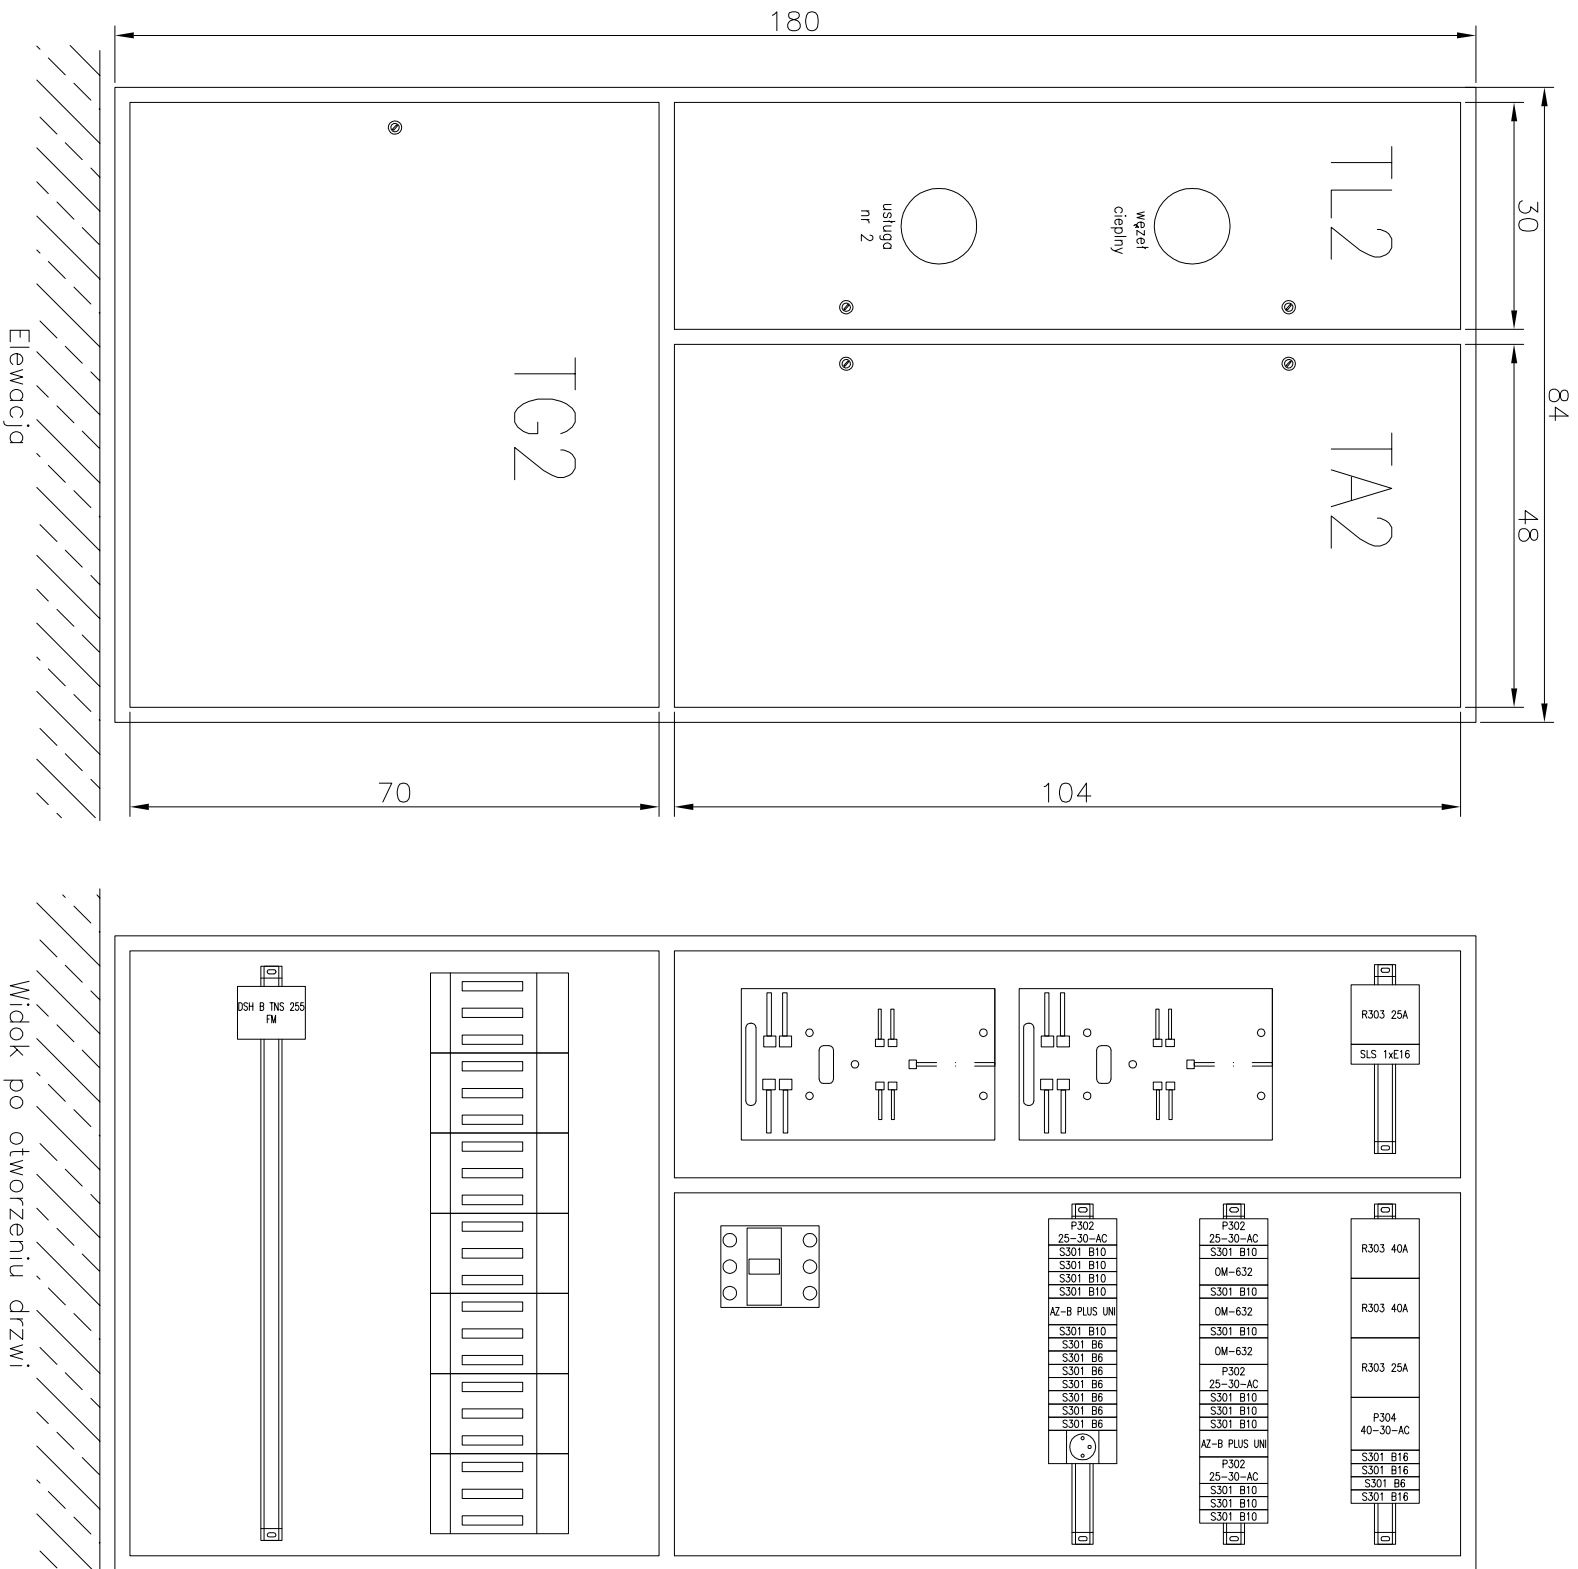 180
84
30
48
TL2
węzeł
cieplny
usługa
nr 2
TA2
TG2
70
104
Elewacja
DSH B TNS 255
FM
R303 25A
SLS 1xE16
P302
25-30-AC
S301 B10
S301 B10
S301 B10
S301 B10
AZ-B PLUS UNI
S301 B10
S301 B6
S301 B6
S301 B6
S301 B6
S301 B6
S301 B6
S301 B6
P302
25-30-AC
S301 B10
OM-632
S301 B10
OM-632
S301 B10
OM-632
P302
25-30-AC
S301 B10
S301 B10
S301 B10
AZ-B PLUS UNI
P302
25-30-AC
S301 B10
S301 B10
S301 B10
R303 40A
R303 40A
R303 25A
P304
40-30-AC
S301 B16
S301 B16
S301 B6
S301 B16
Widok po otworzeniu drzwi